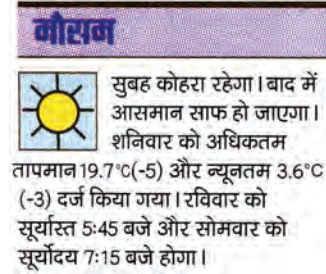 मौसम
सुबह कोहरा रहेगा। बाद में
आसमान साफ हो जाएगा।
शनिवार को अधिकतम
तापमान 19.7°C(-5) और न्यूनतम 3.6°C
(-3) दर्ज किया गया। रविवार को
सूर्यास्त 5:45 बजे और सोमवार को
सूर्योदय 7:15 बजे होगा।